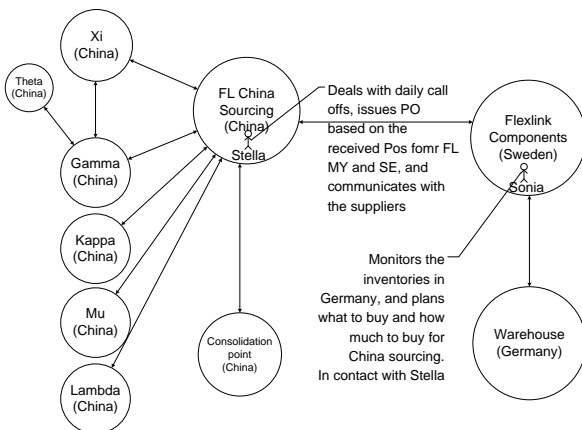 Xi
(China)
Theta
(China)
Gamma
(China)
Kappa
(China)
Mu
(China)
Lambda
(China)
FL China
Sourcing
(China)
Stella
Consolidation
point
(China)
Deals with daily call
offs, issues PO
based on the
received Pos fomr FL
MY and SE, and
communicates with
the suppliers
Flexlink
Components
(Sweden)
Sonia
Monitors the
inventories in
Germany, and plans
what to buy and how
much to buy for
China sourcing.
In contact with Stella
Warehouse
(Germany)